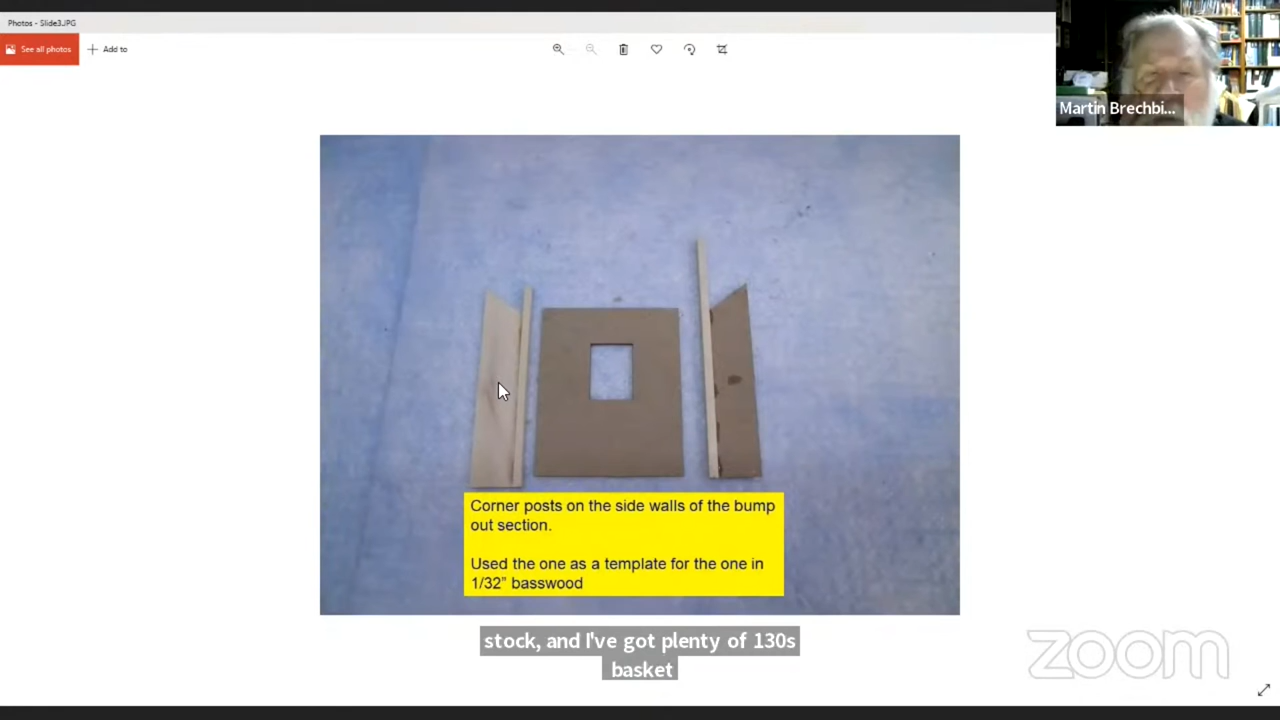 Photos - Slide3.JPG
See all photos
Add to
Martin Brechbi...
Corner posts on the side walls of the bump
out section.
Used the one as a template for the one in
1/32" basswood
stock, and I've got plenty of 130s
basket
zoom